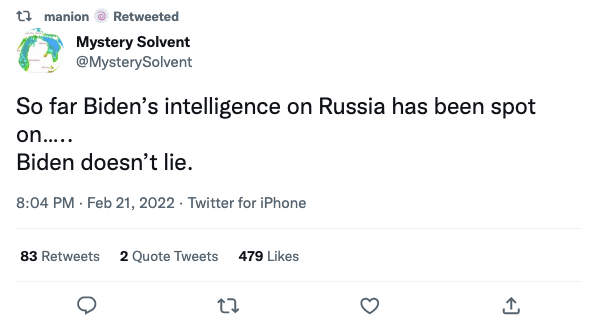 manion Retweeted
Mystery Solvent
@MysterySolvent
So far Biden’s intelligence on Russia has been spot
on…..
Biden doesn’t lie.
8:04 PM · Feb 21, 2022 · Twitter for iPhone
83 Retweets 2 Quote Tweets 479 Likes